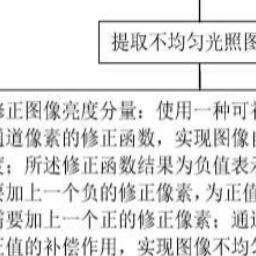 提取不均匀光照图
修正图像亮度分量：使用一种可
通道像素的修正函数，实现图像
度；所述修正函数结果为负值表
要加上一个负的修正像素，为正值
需要加上一个正的修正像素；通
正值的补偿作用，实现图像不均匀